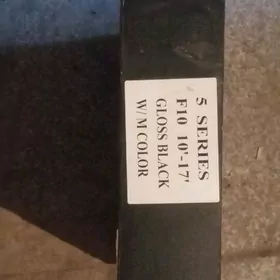 5 SERIES
F10 10'-17'
GLOSS BLACK
W/ M COLOR